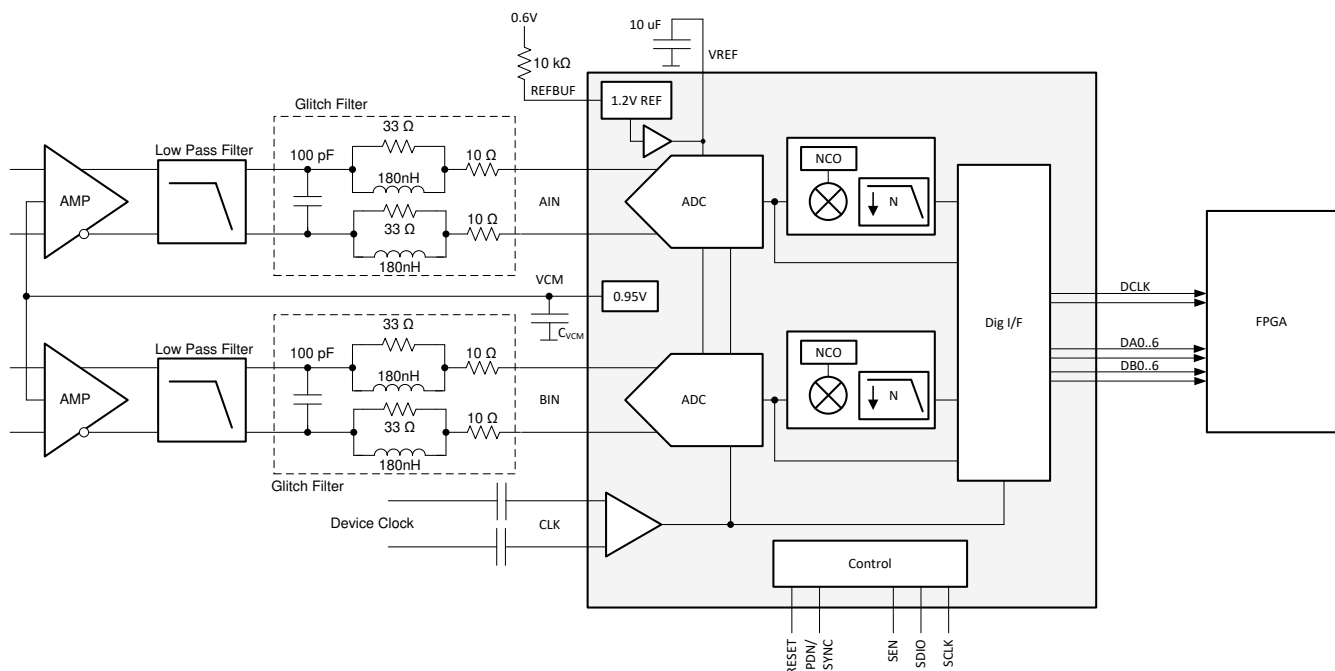 0.6V
10 uF
VREF
10 kΩ
REFBUF
1.2V REF
Glitch Filter
33 Ω
Low Pass Filter
100 pF
10 Ω
180nH
AMP
AIN
ADC
NCO
N
10 Ω
33 Ω
180nH
VCM
0.95V
CVCM
Dig I/F
DCLK
DA0..6
DB0..6
FPGA
33 Ω
Low Pass Filter
100 pF
10 Ω
180nH
AMP
BIN
ADC
NCO
N
10 Ω
33 Ω
180nH
Glitch Filter
Device Clock
CLK
Control
RESET
PDN/
SYNC
SEN
SDIO
SCLK